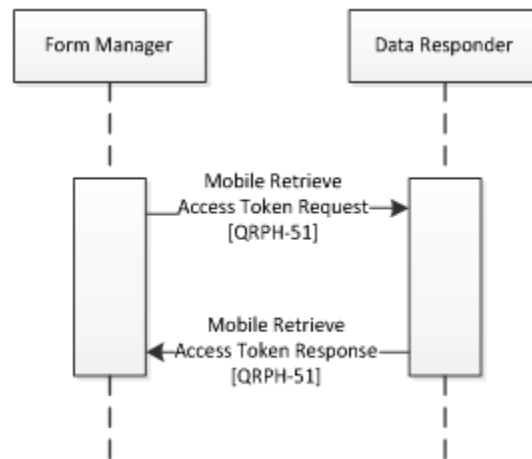 Form Manager
Data Responder
Mobile Retrieve
Access Token Request
[QRPH-51]
Mobile Retrieve
Access Token Response
[QRPH-51]